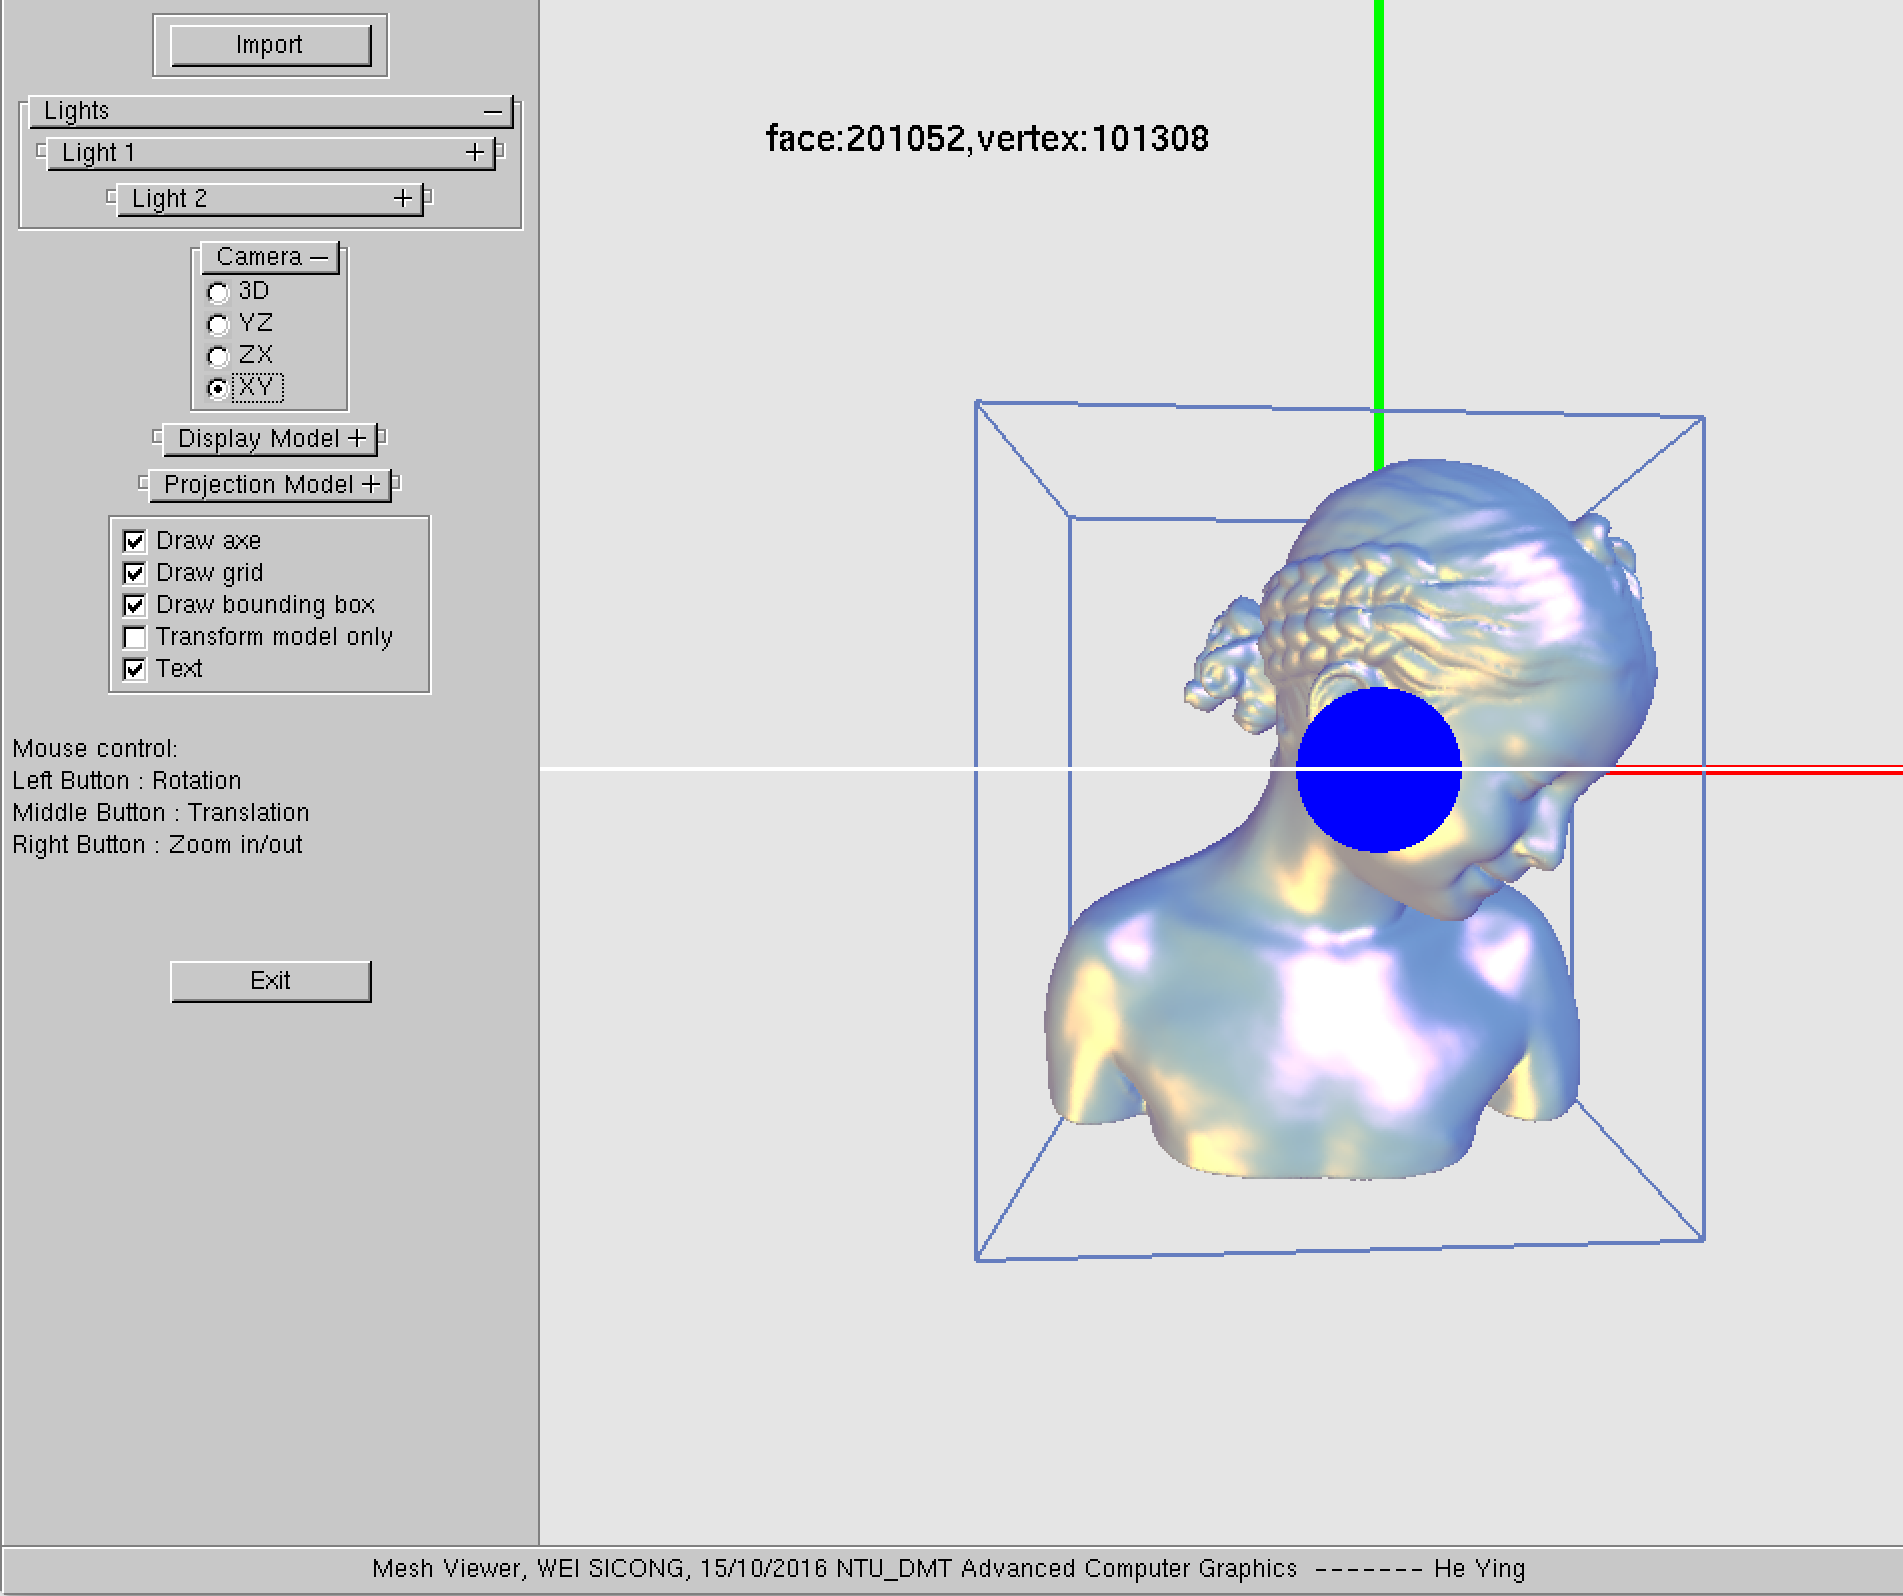 Import
Lights
Light 1
Light 2
Camera
3D
YZ
ZX
XY
Display Model
Projection Model
Draw axe
Draw grid
Draw bounding box
Transform model only
Text
Mouse control:
Left Button : Rotation
Middle Button : Translation
Right Button : Zoom in/out
Exit
face:201052,vertex:101308
Mesh Viewer, WEI SICONG, 15/10/2016 NTU_DMT Advanced Computer Graphics ------- He Ying